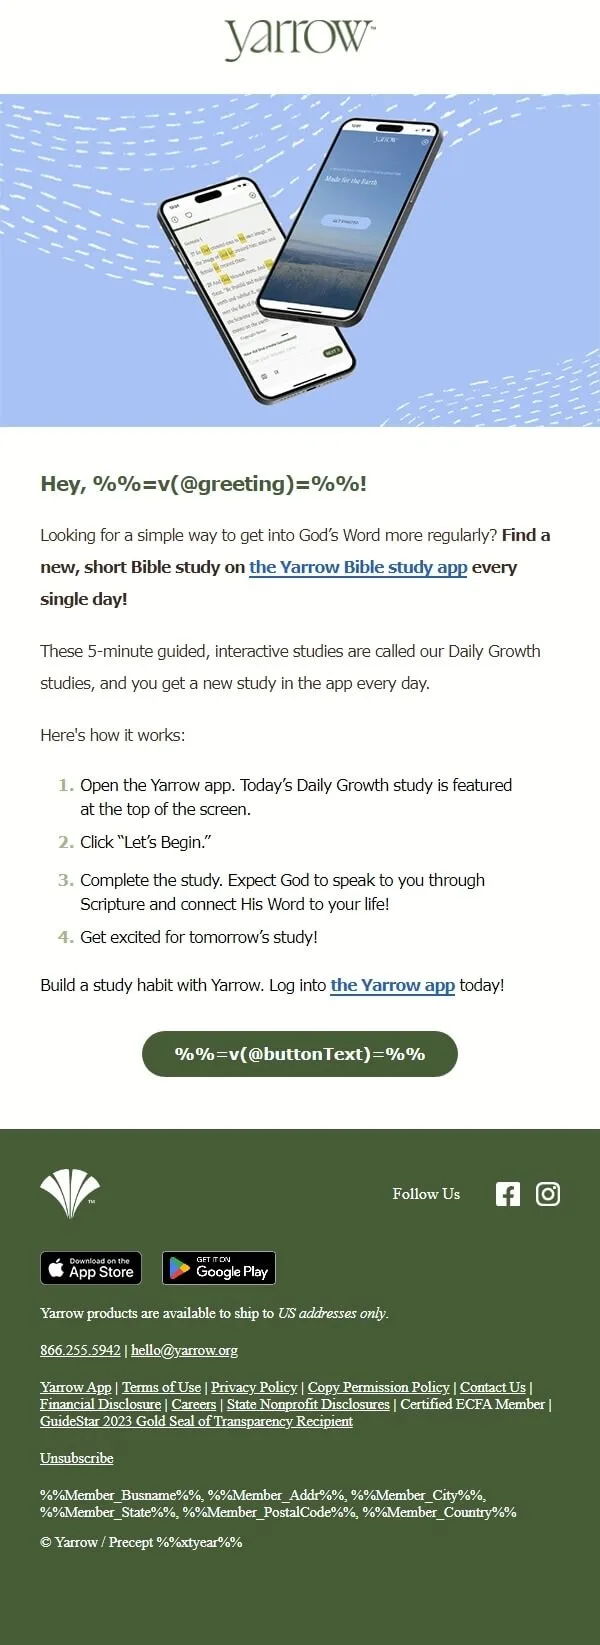 yarrow™
12:01
yarrow
Made for the Earth
GET STARTED
Genesis 1
Hey, %%=v(@greeting)=%%!
Looking for a simple way to get into God’s Word more regularly? Find a
new, short Bible study on the Yarrow Bible study app every
single day!
These 5-minute guided, interactive studies are called our Daily Growth
studies, and you get a new study in the app every day.
Here's how it works:
1. Open the Yarrow app. Today’s Daily Growth study is featured
at the top of the screen.
2. Click “Let’s Begin.”
3. Complete the study. Expect God to speak to you through
Scripture and connect His Word to your life!
4. Get excited for tomorrow’s study!
Build a study habit with Yarrow. Log into the Yarrow app today!
%%=v(@buttonText)=%%
™
Follow Us
Download on the
App Store
GET IT ON
Google Play
Yarrow products are available to ship to US addresses only.
866.255.5942 | hello@yarrow.org
Yarrow App | Terms of Use | Privacy Policy | Copy Permission Policy | Contact Us |
Financial Disclosure | Careers | State Nonprofit Disclosures | Certified ECFA Member |
GuideStar 2023 Gold Seal of Transparency Recipient
Unsubscribe
%%Member_Busname%%, %%Member_Addr%%, %%Member_City%%,
%%Member_State%%, %%Member_PostalCode%%, %%Member_Country%%
© Yarrow / Precept %%xtyear%%